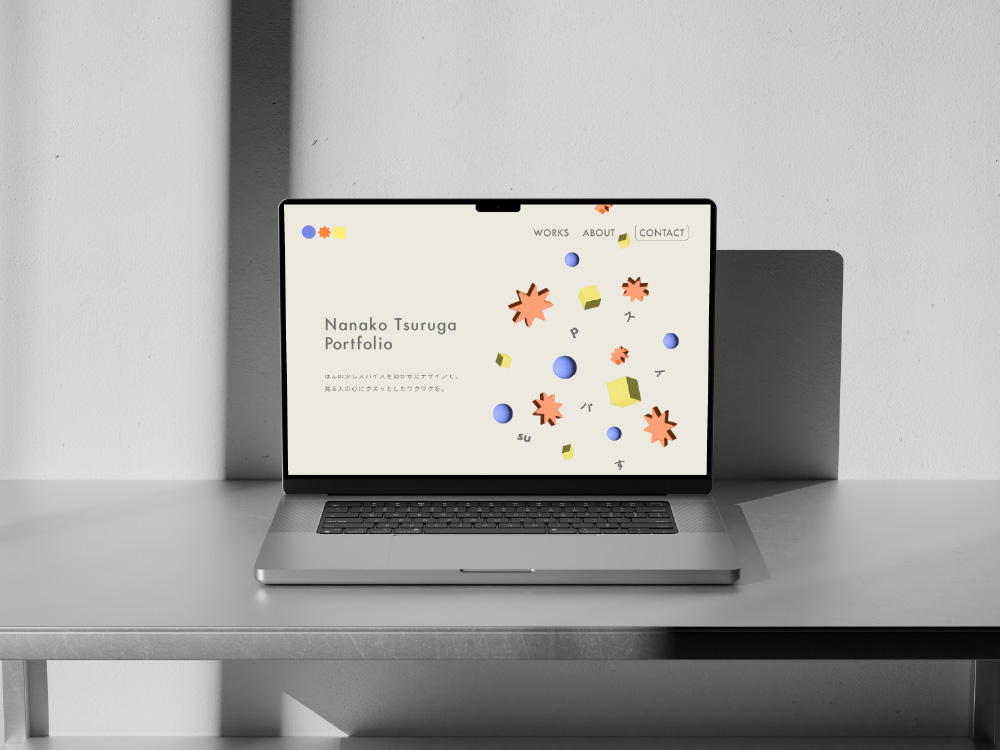 WORKS ABOUT CONTACT
Nanako Tsuruga
Portfolio
ほんの少しスパイスを効かせたデザインで、
見る人の心にクスッとしたワクワクを。
ス
p
イ
パ
su
す